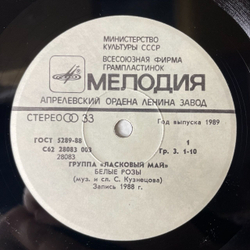 МИНИСТЕРСТВО
КУЛЬТУРЫ СССР
ВСЕСОЮЗНАЯ ФИРМА
ГРАМПЛАСТИНОК
МЕЛОДИЯ
АПРЕЛЕВСКИЙ ОРДЕНА ЛЕНИНА ЗАВОД
СТЕРЕО 33
Год выпуска 1989
ГОСТ 5289-88
1
С62 28083 003
Гр. 3. 1-10
28083
ГРУППА «ЛАСКОВЫЙ МАЙ»
БЕЛЫЕ РОЗЫ
(муз. и сл. С. Кузнецова)
Запись 1988 г.